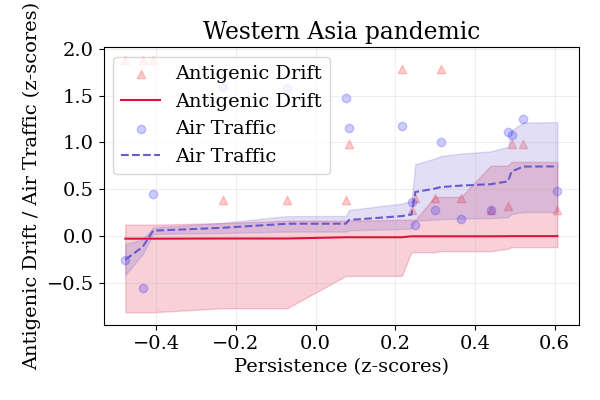 Western Asia pandemic
Antigenic Drift / Air Traffic (z-scores)
2.0
1.5
1.0
0.5
0.0
−0.5
Antigenic Drift
Antigenic Drift
Air Traffic
Air Traffic
−0.4
−0.2
0.0
0.2
0.4
0.6
Persistence (z-scores)